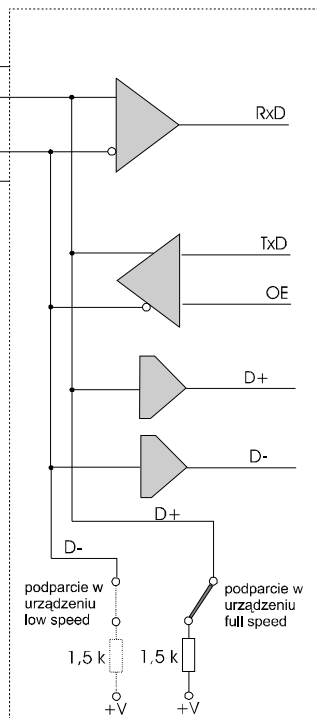 RxD
TxD
OE
D+
D-
D+
D-
podparcie w
urządzeniu
low speed
podparcie w
urządzeniu
full speed
1,5 k
1,5 k
+V
+V